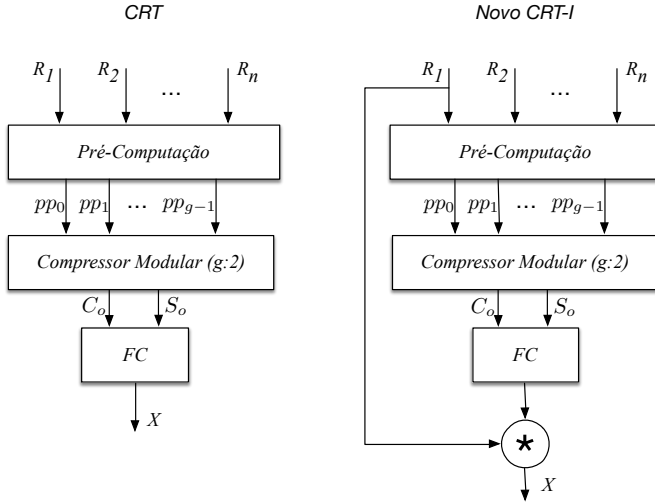 CRT
R1 R2 ... Rn
Pré-Computação
pp0 pp1 ... ppg−1
Compressor Modular (g:2)
Co So
FC
X
Novo CRT-I
R1 R2 ... Rn
Pré-Computação
pp0 pp1 ... ppg−1
Compressor Modular (g:2)
Co So
FC
*
X